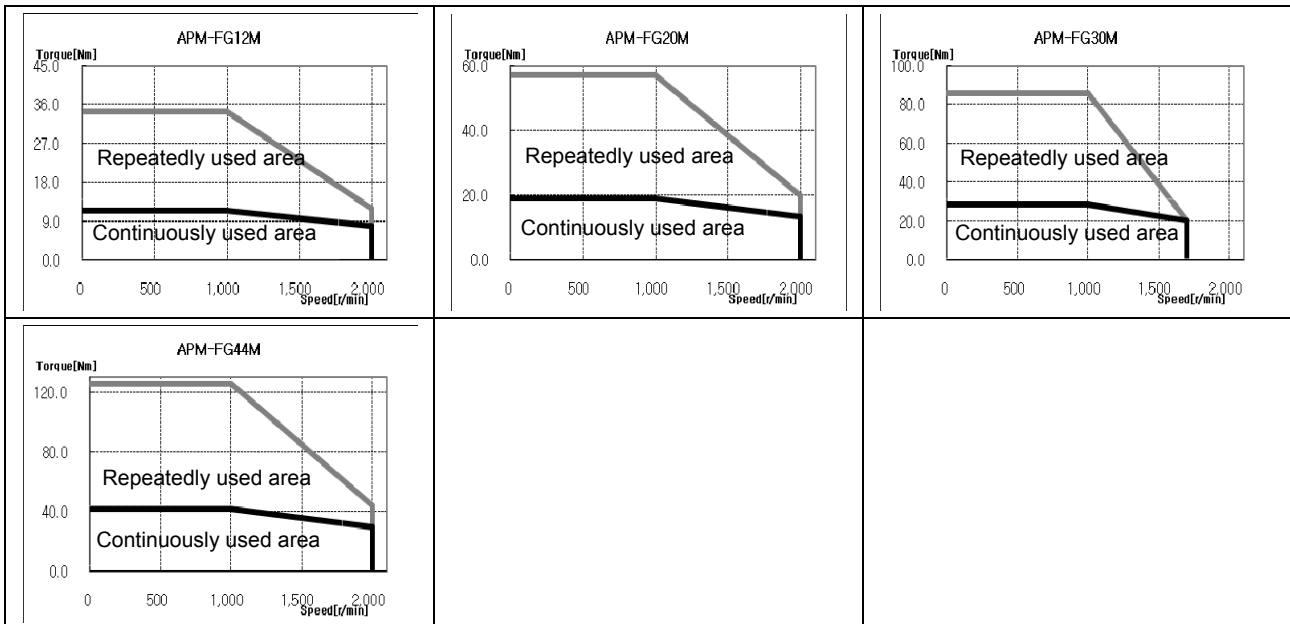 APM-FG12M
Torque[Nm]
45.0
36.0
27.0
18.0
9.0
0.0
Repeatedly used area
Continuously used area
0 500 1,000 1,500 2,000
Speed[r/min]
APM-FG20M
Torque[Nm]
60.0
40.0
20.0
0.0
Repeatedly used area
Continuously used area
0 500 1,000 1,500 2,000
Speed[r/min]
APM-FG30M
Torque[Nm]
100.0
80.0
60.0
40.0
20.0
0.0
Repeatedly used area
Continuously used area
0 500 1,000 1,500 2,000
Speed[r/min]
APM-FG44M
Torque[Nm]
120.0
80.0
40.0
0.0
Repeatedly used area
Continuously used area
0 500 1,000 1,500 2,000
Speed[r/min]